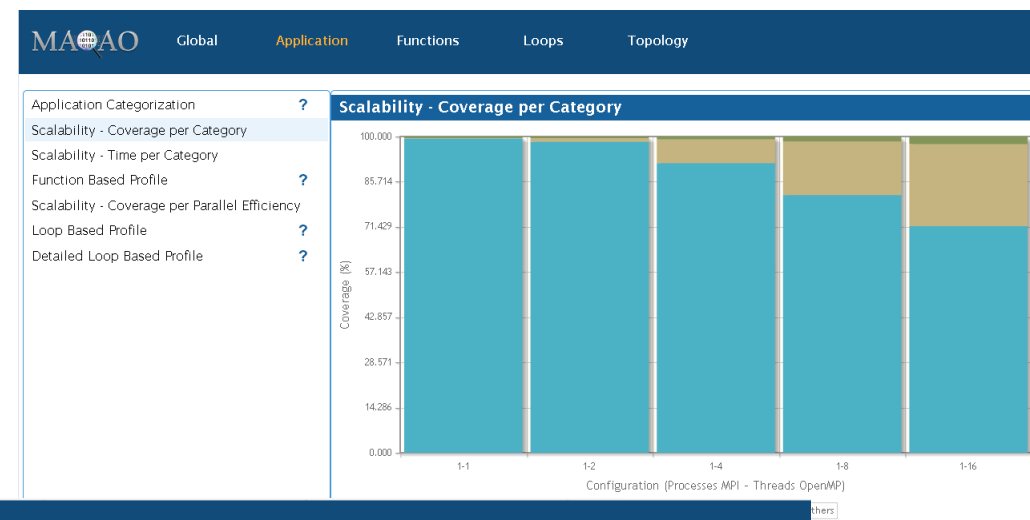 MAQAO
Global Application Functions Loops Topology
Application Categorization ?
Scalability - Coverage per Category
Scalability - Time per Category
Function Based Profile ?
Scalability - Coverage per Parallel Efficiency
Loop Based Profile ?
Detailed Loop Based Profile ?
Scalability - Coverage per Category
100.000
85.714
71.429
57.143
42.857
28.571
14.286
0.000
Coverage (%)
1-1 1-2 1-4 1-8 1-16
Configuration (Processes MPI - Threads OpenMP)
thers